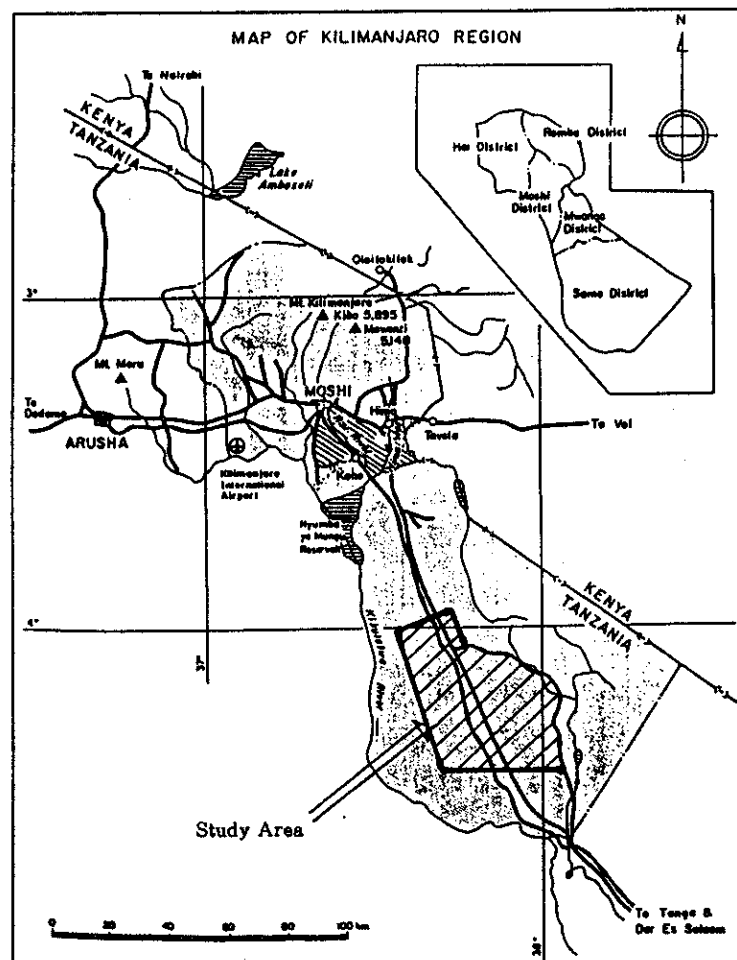 MAP OF KILIMANJARO REGION
N
To Nairobi
KENYA
TANZANIA
Lake
Amboseli
Hai District
Rombo District
Moshi
District
Mwanga
District
Same District
Oloitokitok
3°
Mt. Kilimanjaro
Kibo 5,895
Mawenzi
5,148
Mt. Meru
To
Dodoma
ARUSHA
MOSHI
Himo
Taveta
To Voi
Kilimanjaro
International
Airport
Kahe
Nyumba
ya Mungu
Reservoir
KENYA
TANZANIA
4°
37°
River
Study Area
0 20 40 60 80 100 km
38°
To Tanga &
Dar Es Salaam